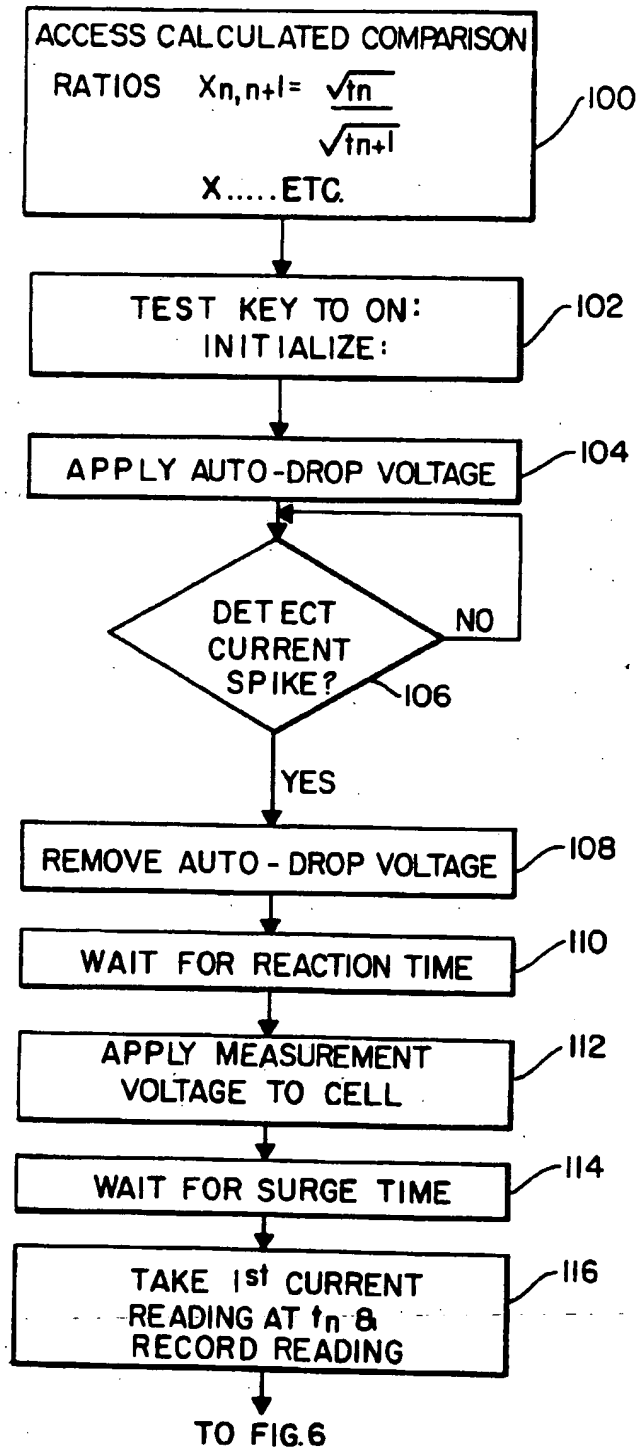 ACCESS CALCULATED COMPARISON
RATIOS Xn,n+1= √tn
√tn+1
X.....ETC.
100
TEST KEY TO ON:
INITIALIZE:
102
APPLY AUTO-DROP VOLTAGE
104
DETECT
CURRENT
SPIKE?
NO
106
YES
REMOVE AUTO-DROP VOLTAGE
108
WAIT FOR REACTION TIME
110
APPLY MEASUREMENT
VOLTAGE TO CELL
112
WAIT FOR SURGE TIME
114
TAKE 1st CURRENT
READING AT tn &
RECORD READING
116
TO FIG.6